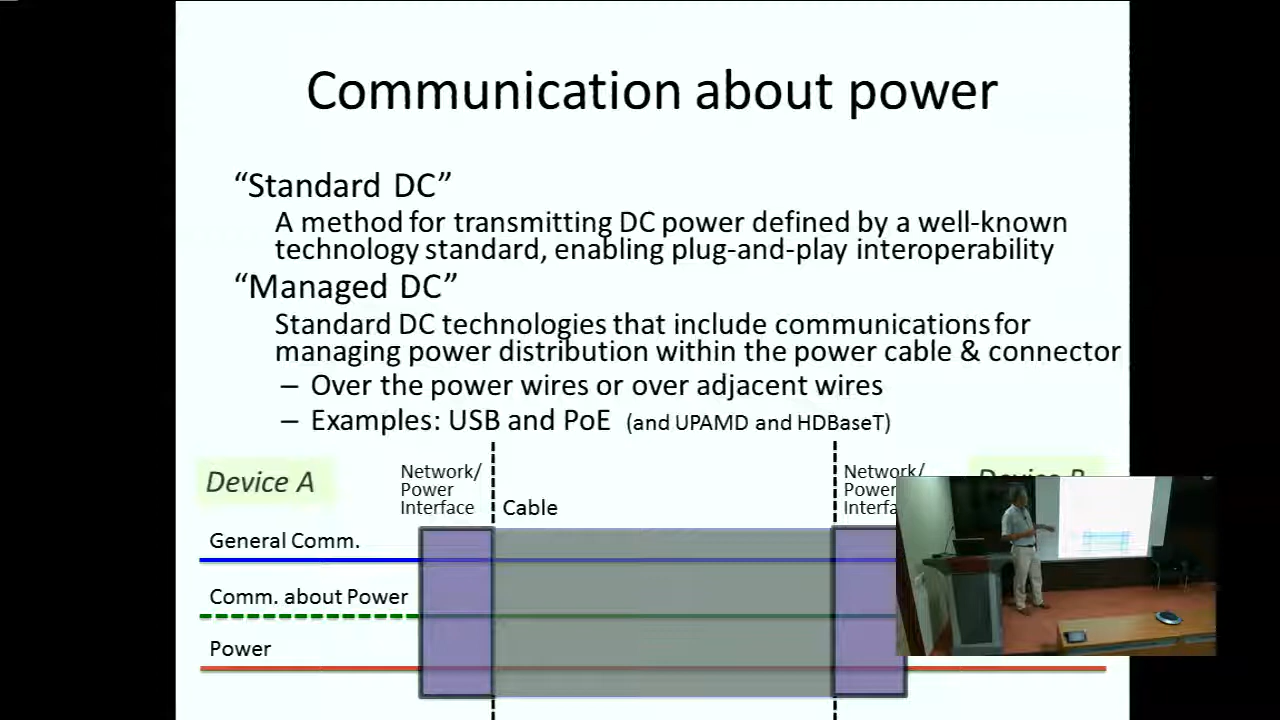 Communication about power
“Standard DC”
A method for transmitting DC power defined by a well-known
technology standard, enabling plug-and-play interoperability
“Managed DC”
Standard DC technologies that include communications for
managing power distribution within the power cable & connector
– Over the power wires or over adjacent wires
– Examples: USB and PoE (and UPAMD and HDBaseT)
Device A
Network/
Power
Interface
Cable
Network/
Power
Device B
General Comm.
Comm. about Power
Power